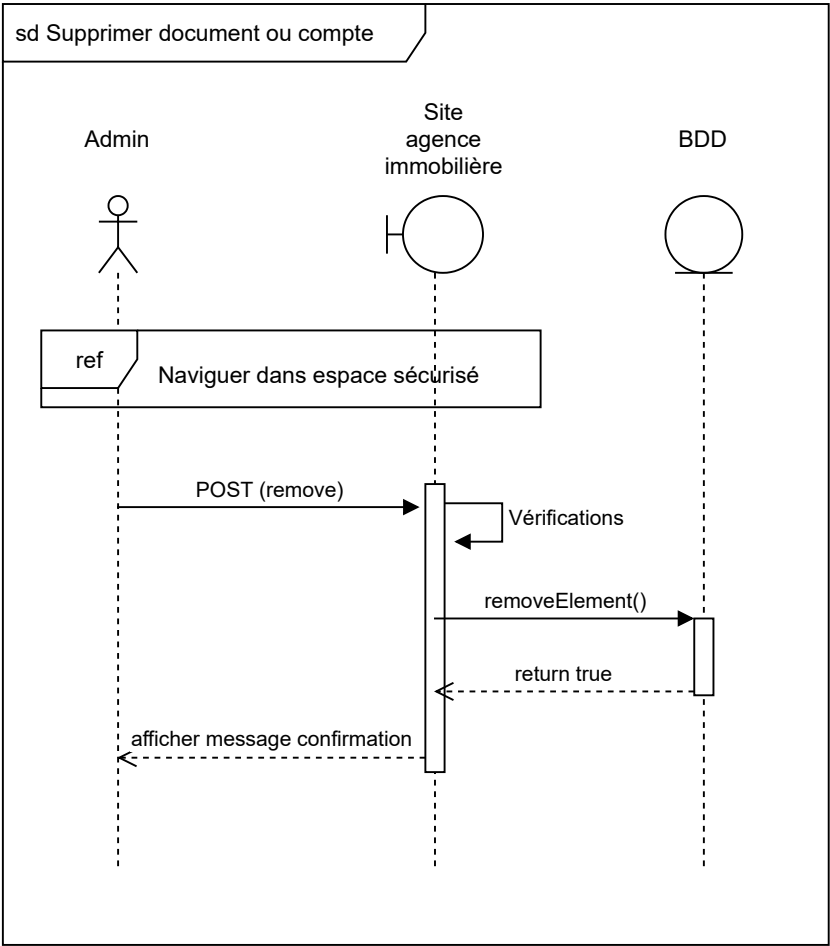 sd Supprimer document ou compte
Admin
Site
agence
immobilière
BDD
ref
Naviguer dans espace sécurisé
POST (remove)
Vérifications
removeElement()
return true
afficher message confirmation